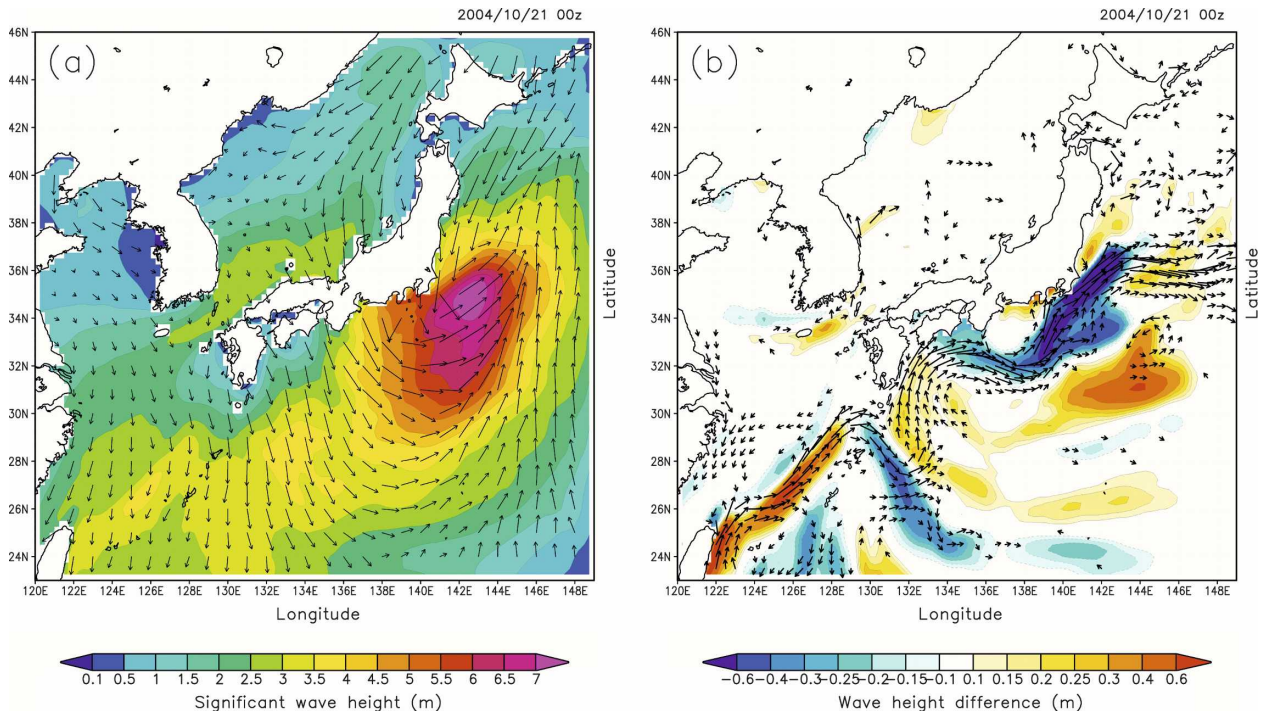 2004/10/21 00z
(a)
46N
44N
42N
40N
38N
36N
34N
32N
30N
28N
26N
24N
120E 122E 124E 126E 128E 130E 132E 134E 136E 138E 140E 142E 144E 146E 148E
Longitude
Latitude
0.1 0.5 1 1.5 2 2.5 3 3.5 4 4.5 5 5.5 6 6.5 7
Significant wave height (m)
2004/10/21 00z
(b)
46N
44N
42N
40N
38N
36N
34N
32N
30N
28N
26N
24N
120E 122E 124E 126E 128E 130E 132E 134E 136E 138E 140E 142E 144E 146E 148E
Longitude
Latitude
-0.6 -0.4 -0.3 -0.25 -0.2 -0.15 -0.1 0.1 0.15 0.2 0.25 0.3 0.4 0.6
Wave height difference (m)